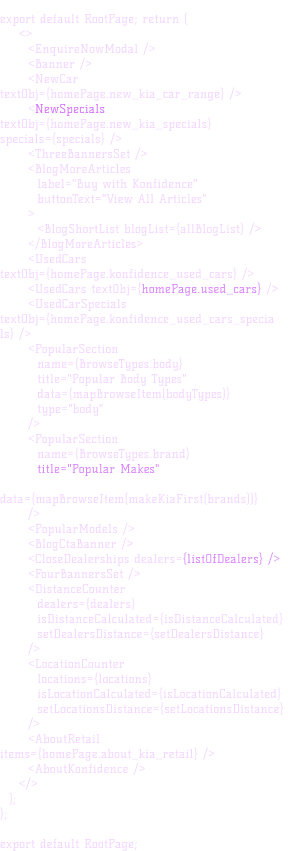 export default RootPage; return (
<>
<EnquireNowModal />
<Banner />
<NewCar
textObj={homePage.new_kia_car_range} />
<NewSpecials
textObj={homePage.new_kia_specials}
specials={specials} />
<ThreeBannersSet />
<BlogMoreArticles
label="Buy with Konfidence"
buttonText="View All Articles"
>
<BlogShortList blogList={allBlogList} />
</BlogMoreArticles>
<UsedCars
textObj={homePage.konfidence_used_cars} />
<UsedCars textObj={homePage.used_cars} />
<UsedCarSpecials
textObj={homePage.konfidence_used_cars_specia
ls} />
<PopularSection
name={BrowseTypes.body}
title="Popular Body Types"
data={mapBrowseItem(bodyTypes)}
type="body"
/>
<PopularSection
name={BrowseTypes.brand}
title="Popular Makes"
data={mapBrowseItem(makeKiaFirst(brands))}
/>
<PopularModels />
<BlogCtaBanner />
<CloseDealerships dealers={listOfDealers} />
<FourBannersSet />
<DistanceCounter
dealers={dealers}
isDistanceCalculated={isDistanceCalculated}
setDealersDistance={setDealersDistance}
/>
<LocationCounter
locations={locations}
isLocationCalculated={isLocationCalculated}
setLocationsDistance={setLocationsDistance}
/>
<AboutRetail
items={homePage.about_kia_retail} />
<AboutKonfidence />
</>
);
};
export default RootPage;